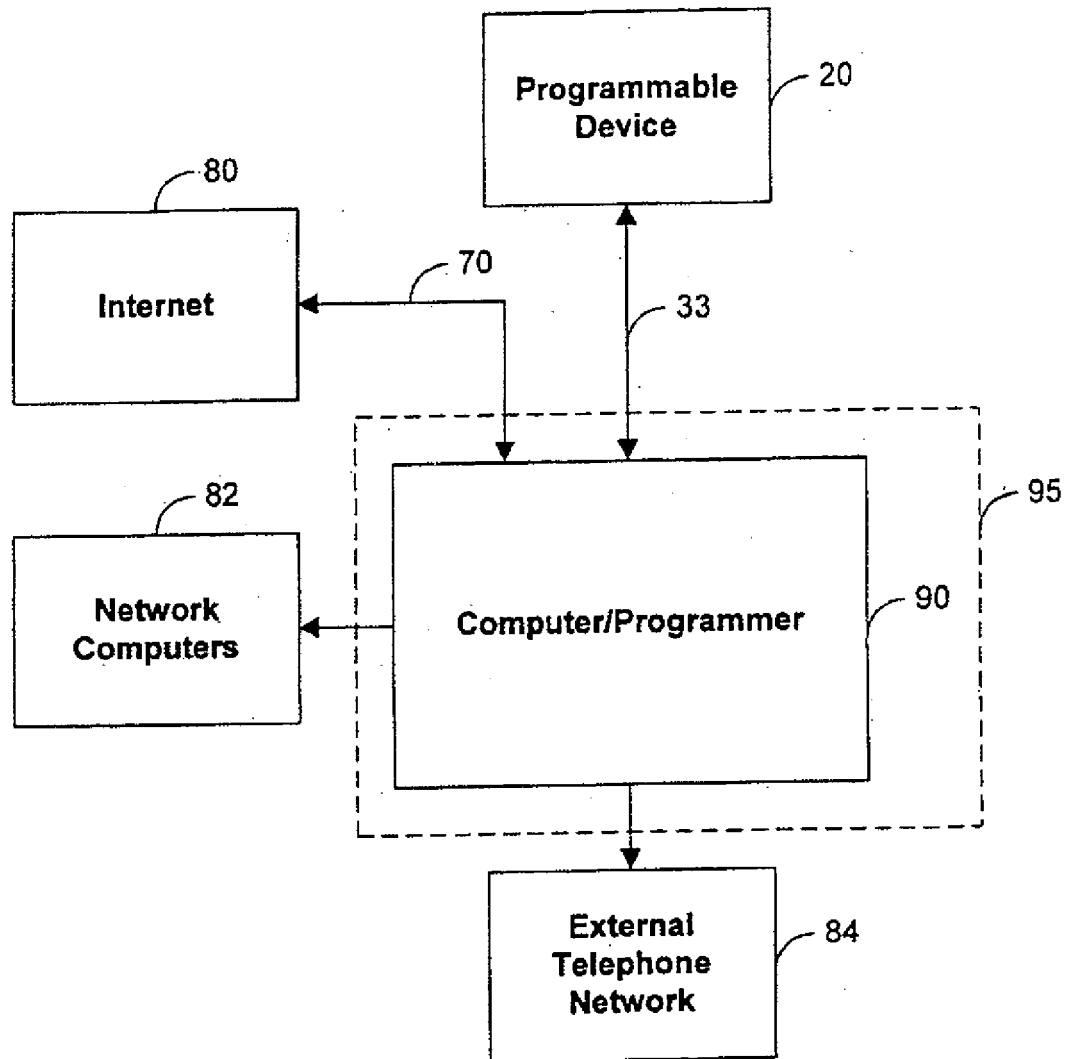 Programmable
Device
20
80
Internet
70
33
95
82
Network
Computers
Computer/Programmer
90
External
Telephone
Network
84